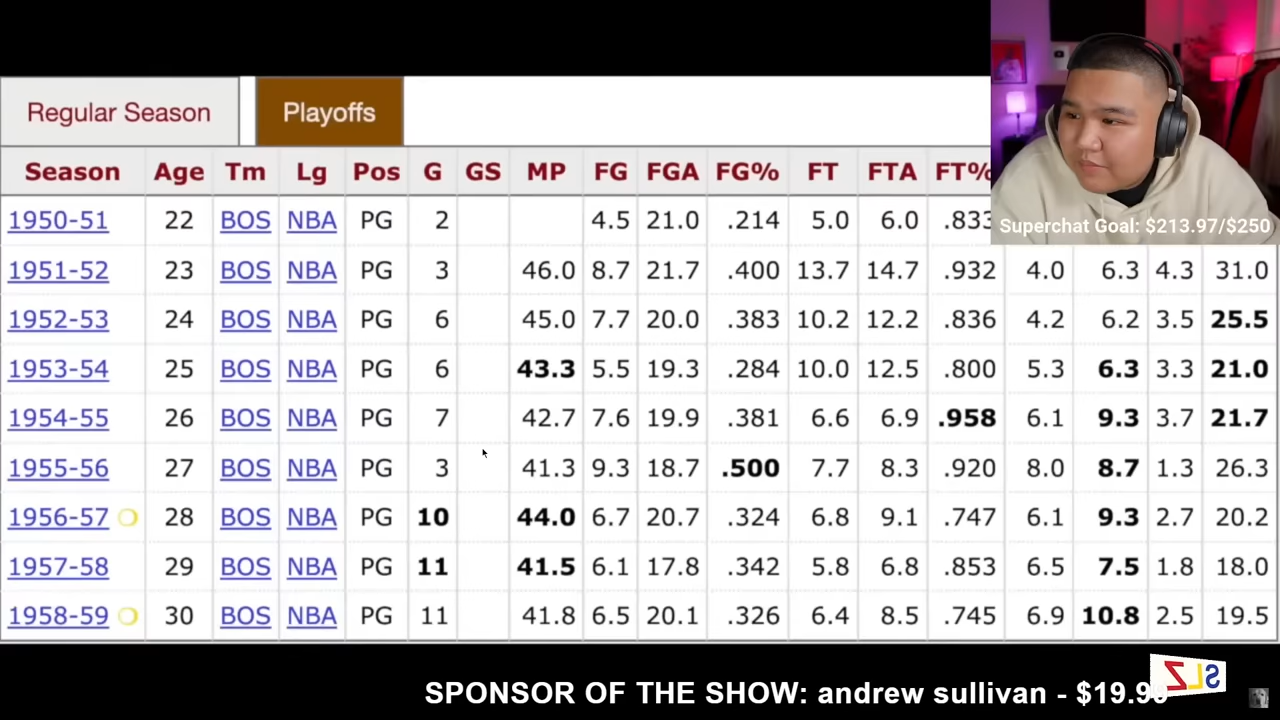 Regular Season Playoffs
Season Age Tm Lg Pos G GS MP FG FGA FG% FT FTA FT%
1950-51 22 BOS NBA PG 2 4.5 21.0 .214 5.0 6.0 .833
Superchat Goal: $213.97/$250
1951-52 23 BOS NBA PG 3 46.0 8.7 21.7 .400 13.7 14.7 .932 4.0 6.3 4.3 31.0
1952-53 24 BOS NBA PG 6 45.0 7.7 20.0 .383 10.2 12.2 .836 4.2 6.2 3.5 25.5
1953-54 25 BOS NBA PG 6 43.3 5.5 19.3 .284 10.0 12.5 .800 5.3 6.3 3.3 21.0
1954-55 26 BOS NBA PG 7 42.7 7.6 19.9 .381 6.6 6.9 .958 6.1 9.3 3.7 21.7
1955-56 27 BOS NBA PG 3 41.3 9.3 18.7 .500 7.7 8.3 .920 8.0 8.7 1.3 26.3
1956-57 28 BOS NBA PG 10 44.0 6.7 20.7 .324 6.8 9.1 .747 6.1 9.3 2.7 20.2
1957-58 29 BOS NBA PG 11 41.5 6.1 17.8 .342 5.8 6.8 .853 6.5 7.5 1.8 18.0
1958-59 30 BOS NBA PG 11 41.8 6.5 20.1 .326 6.4 8.5 .745 6.9 10.8 2.5 19.5
SPONSOR OF THE SHOW: andrew sullivan - $19.99